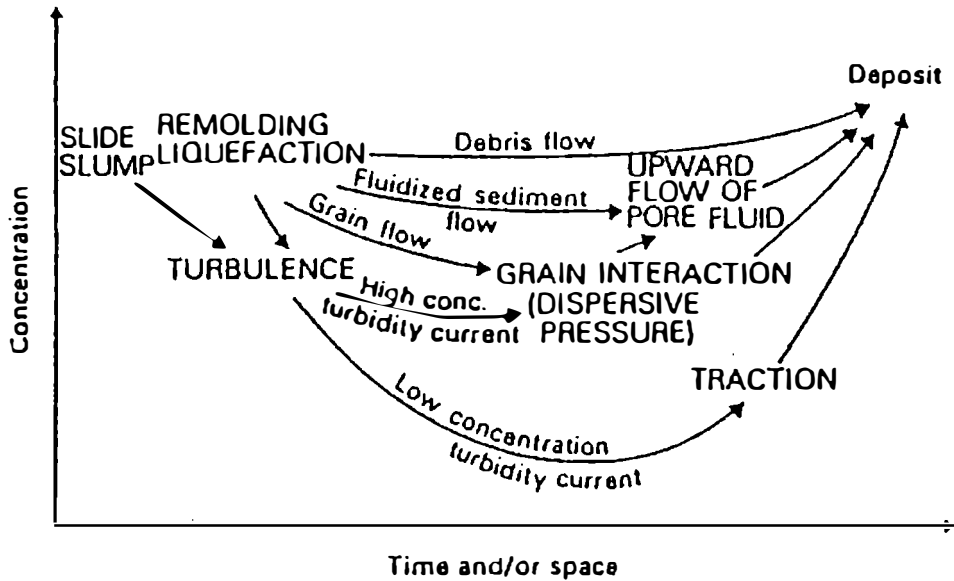 Deposit
SLIDE
SLUMP
REMOLDING
LIQUEFACTION
Debris flow
UPWARD
FLOW OF
PORE FLUID
Fluidized sediment
flow
Grain flow
TURBULENCE
GRAIN INTERACTION
(DISPERSIVE
PRESSURE)
High conc.
turbidity current
TRACTION
Low concentration
turbidity current
Concentration
Time and/or space